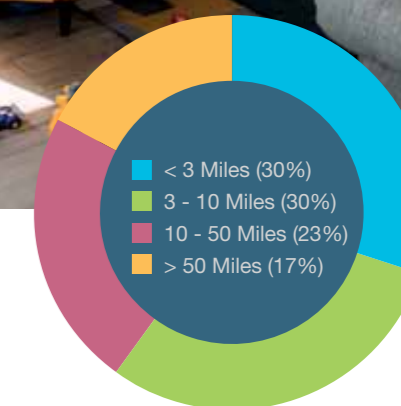 < 3 Miles (30%)
3 - 10 Miles (30%)
10 - 50 Miles (23%)
> 50 Miles (17%)